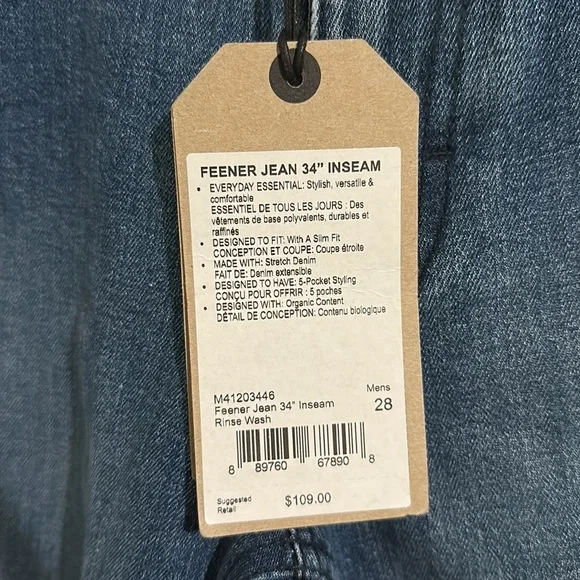 FEENER JEAN 34" INSEAM
• EVERYDAY ESSENTIAL: Stylish, versatile &
comfortable
ESSENTIEL DE TOUS LES JOURS : Des
vêtements de base polyvalents, durables et
raffinés
• DESIGNED TO FIT: With A Slim Fit
CONCEPTION ET COUPE: Coupe étroite
• MADE WITH: Stretch Denim
FAIT DE: Denim extensible
• DESIGNED TO HAVE: 5-Pocket Styling
CONÇU POUR OFFRIR : 5 poches
• DESIGNED WITH: Organic Content
DÉTAIL DE CONCEPTION: Contenu biologique
M41203446
Feener Jean 34" Inseam
Rinse Wash
Mens
28
8 89760 67890 8
Suggested
Retail
$109.00